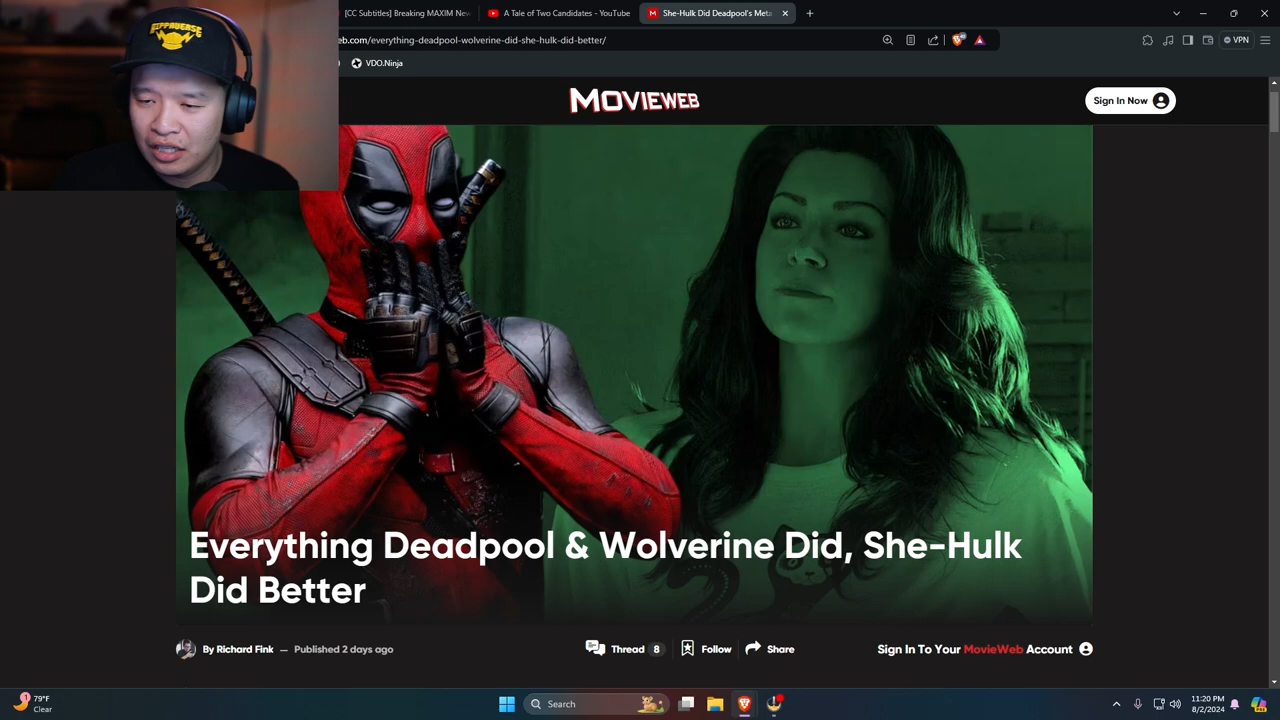 RIPPAVERSE
[CC Subtitles] Breaking MAXIM New
A Tale of Two Candidates - YouTube
She-Hulk Did Deadpool's Meta
eb.com/everything-deadpool-wolverine-did-she-hulk-did-better/
VPN
VDO.Ninja
MOVIEWEB
Sign In Now
Everything Deadpool & Wolverine Did, She-Hulk
Did Better
By Richard Fink — Published 2 days ago
Thread 8
Follow
Share
Sign In To Your MovieWeb Account
1
79°F
Clear
Search
11:20 PM
8/2/2024